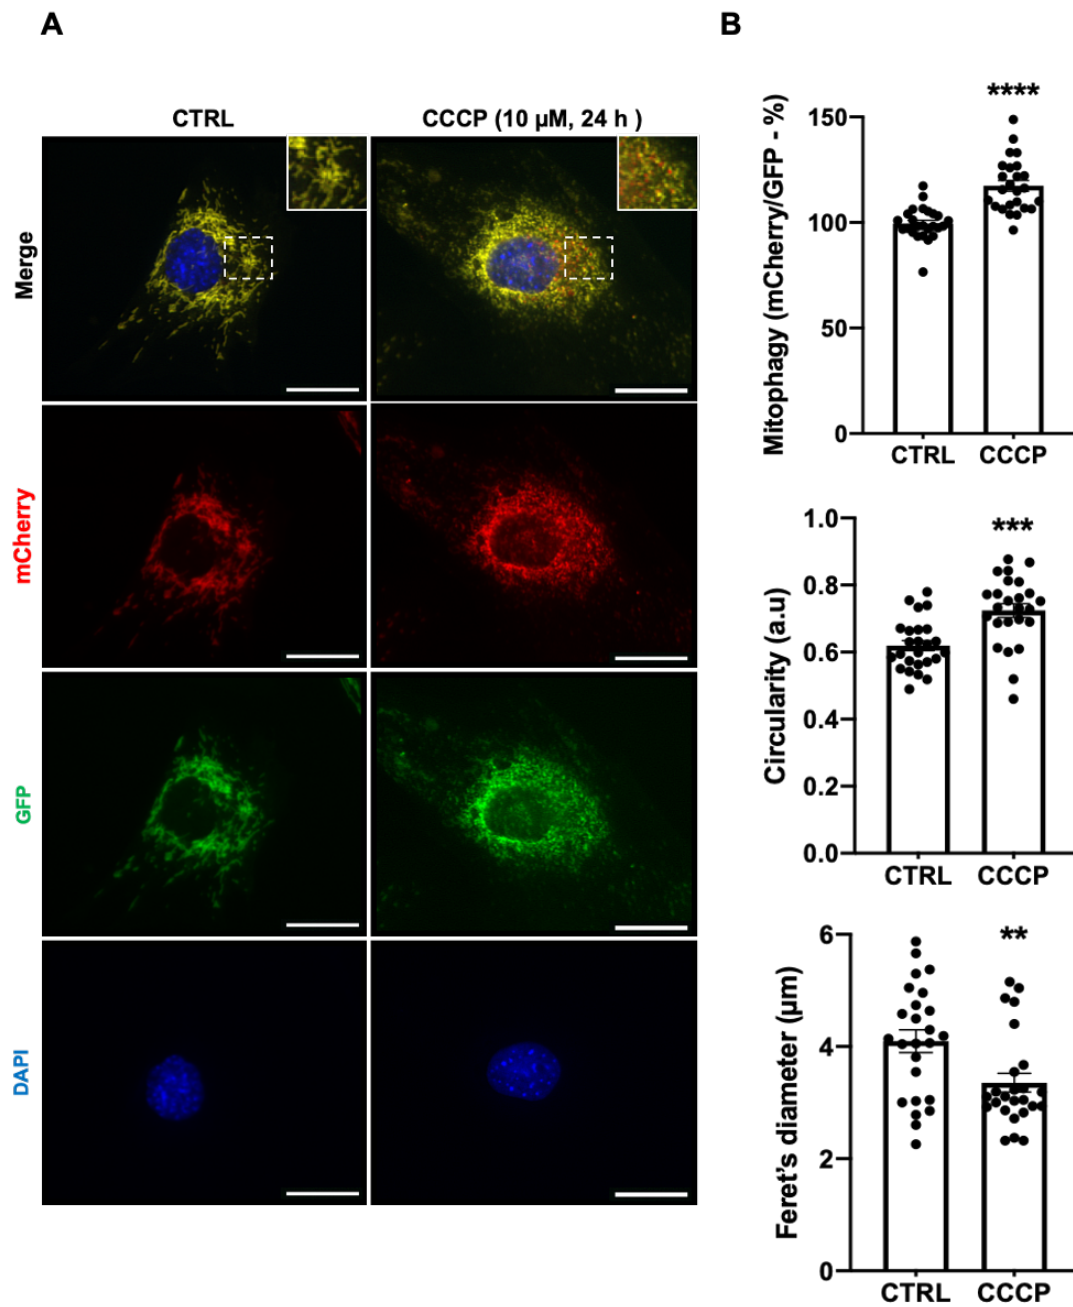 A
B
CTRL
CCCP (10 µM, 24 h )
Merge
mCherry
GFP
DAPI
Mitophagy (mCherry/GFP - %)
****
150
100
50
0
CTRL
CCCP
Circularity (a.u)
***
1.0
0.8
0.6
0.4
0.2
0.0
CTRL
CCCP
Feret's diameter (µm)
**
6
4
2
0
CTRL
CCCP